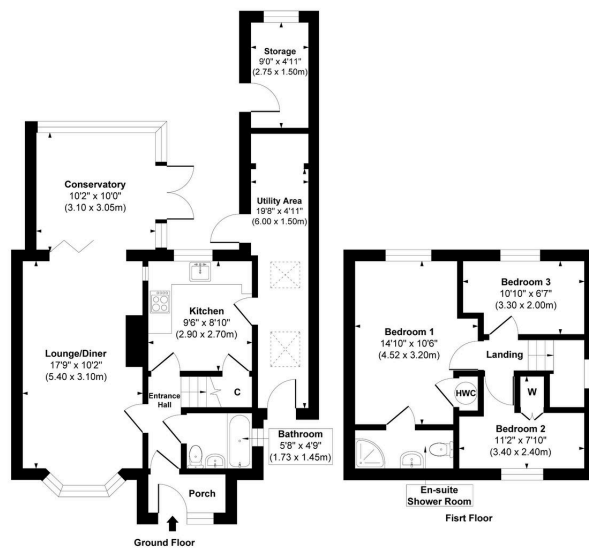 Storage
9'0" x 4'11"
(2.75 x 1.50m)
Conservatory
10'2" x 10'0"
(3.10 x 3.05m)
Utility Area
19'8" x 4'11"
(6.00 x 1.50m)
Kitchen
9'6" x 8'10"
(2.90 x 2.70m)
Lounge/Diner
17'9" x 10'2"
(5.40 x 3.10m)
Entrance
Hall
C
Bathroom
5'8" x 4'9"
(1.73 x 1.45m)
Porch
Ground Floor
Bedroom 3
10'10" x 6'7"
(3.30 x 2.00m)
Bedroom 1
14'10" x 10'6"
(4.52 x 3.20m)
Landing
HWC
W
Bedroom 2
11'2" x 7'10"
(3.40 x 2.40m)
En-suite
Shower Room
Fisrt Floor